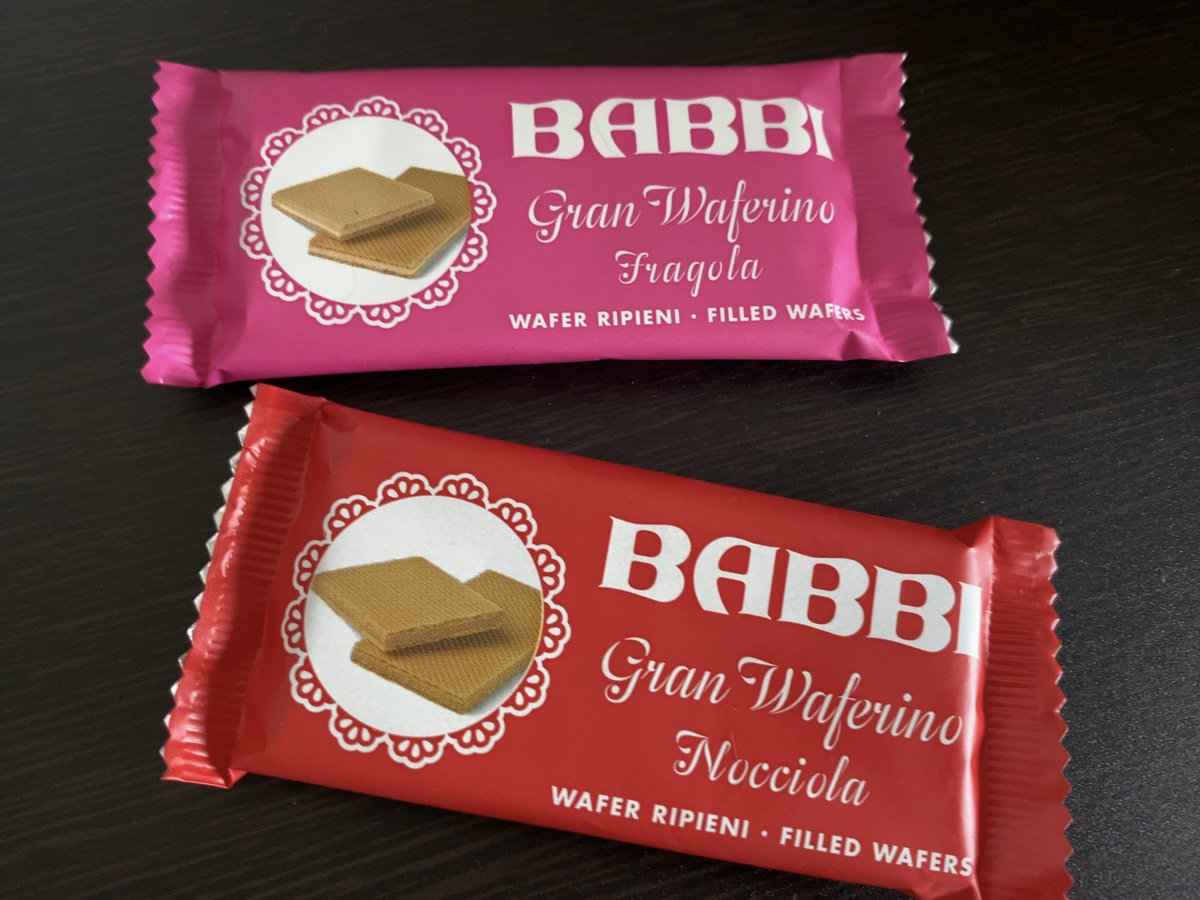 BABBI
Gran Waferino
Fragola
WAFER RIPIENI · FILLED WAFERS
BABBI
Gran Waferino
Nocciola
WAFER RIPIENI · FILLED WAFERS